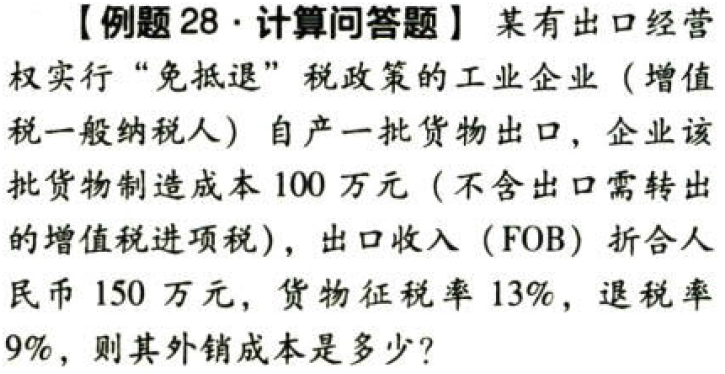 【例题 28·计算问答题】 某有出口经营
权实行“免抵退”税政策的工业企业（增值
税一般纳税人）自产一批货物出口，企业该
批货物制造成本 100 万元（不含出口需转出
的增值税进项税），出口收入（FOB）折合人
民币 150 万元，货物征税率 13%，退税率
9%，则其外销成本是多少？